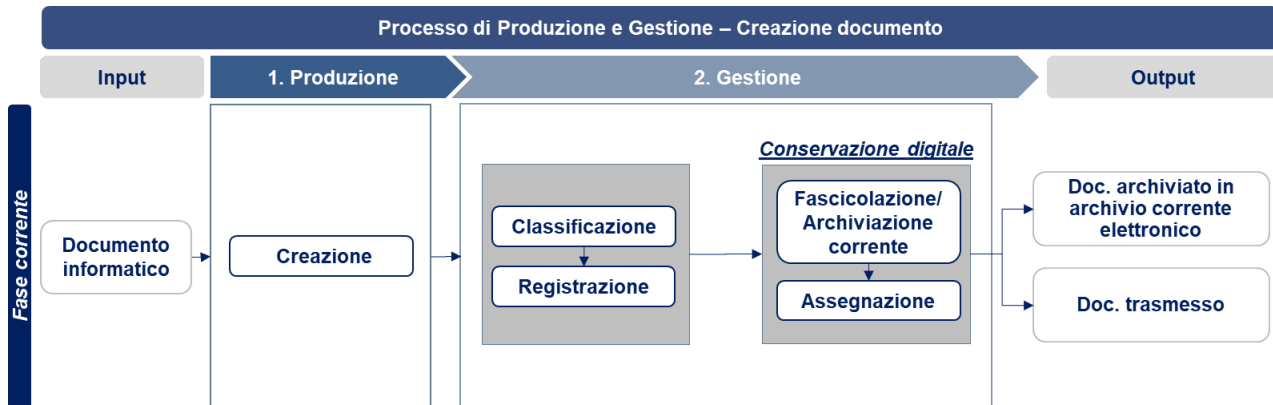 Processo di Produzione e Gestione – Creazione documento
Input
1. Produzione
2. Gestione
Output
Fase corrente
Documento
informatico
Creazione
Classificazione
Registrazione
Conservazione digitale
Fascicolazione/
Archiviazione
corrente
Assegnazione
Doc. archiviato in
archivio corrente
elettronico
Doc. trasmesso